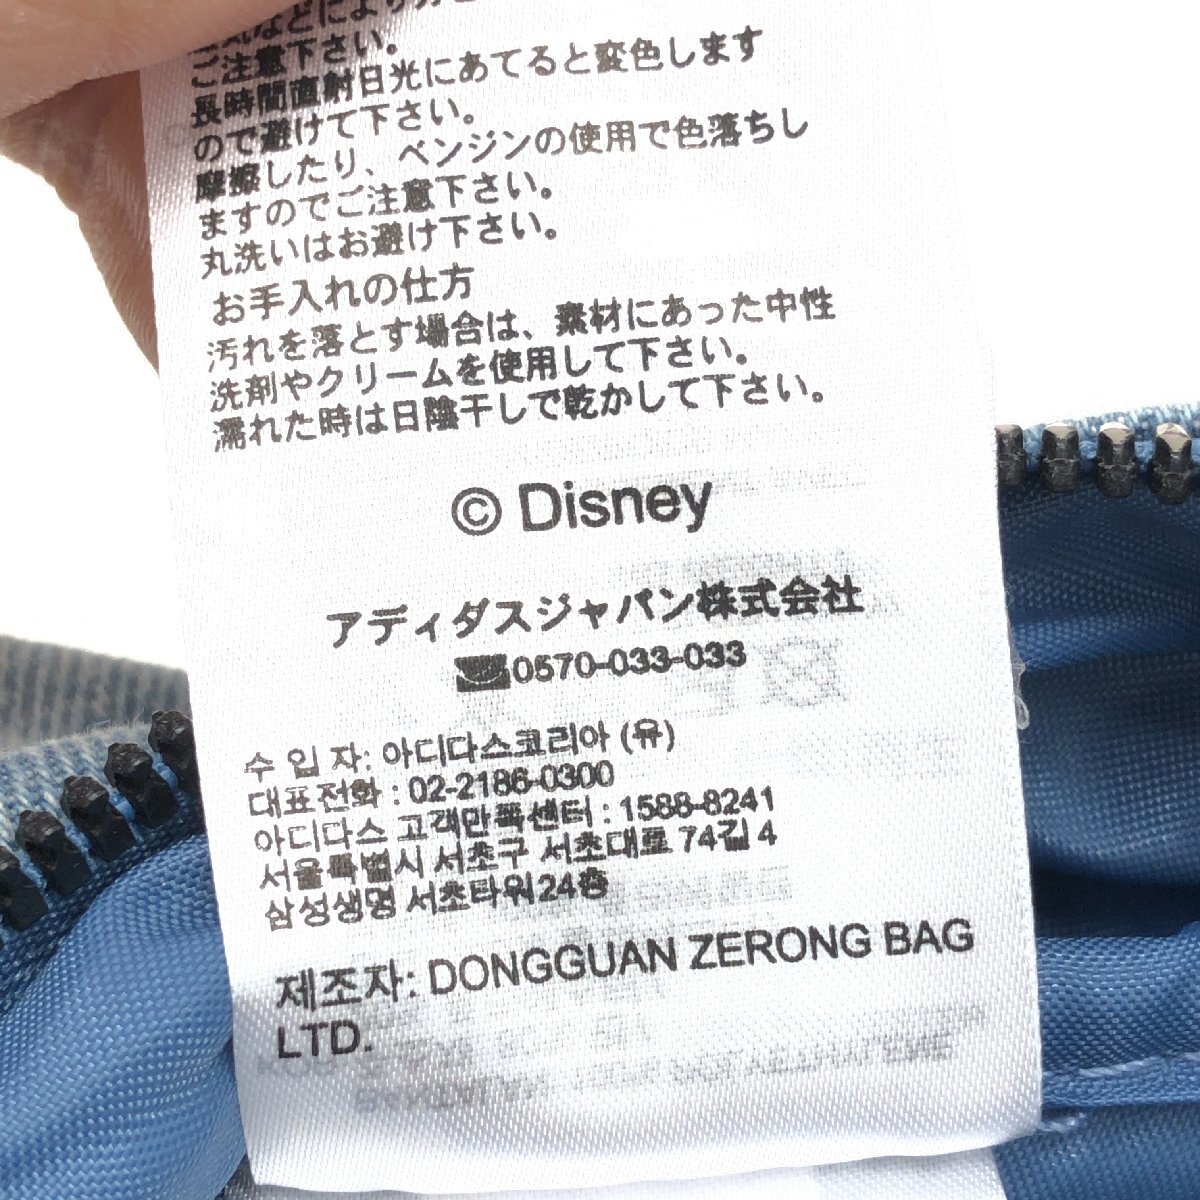 気などにより
ご注意下さい。
長時間直射日光にあてると変色します
ので避けて下さい。
摩擦したり、ベンジンの使用で色落ちし
ますのでご注意下さい。
丸洗いはお避け下さい。
お手入れの仕方
汚れを落とす場合は、素材にあった中性
洗剤やクリームを使用して下さい。
濡れた時は日陰干しで乾かして下さい。
© Disney
アディダスジャパン株式会社
0570-033-033
수 입 자: 아디다스코리아 (유)
대표전화 : 02-2186-0300
아디다스 고객만족센터 : 1588-8241
서울특별시 서초구 서초대로 74길 4
삼성생명 서초타워 24층
제조자: DONGGUAN ZERONG BAG
LTD.